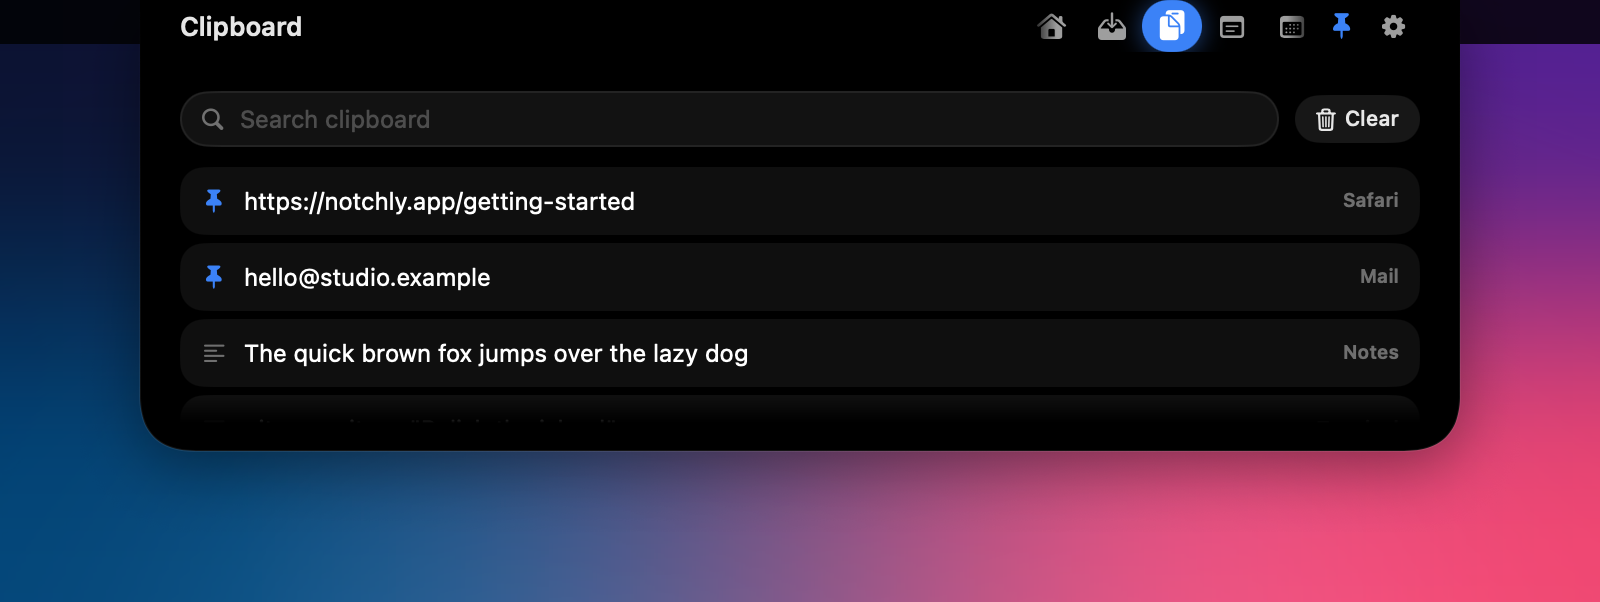 Clipboard
Search clipboard
Clear
https://notchly.app/getting-started
Safari
hello@studio.example
Mail
The quick brown fox jumps over the lazy dog
Notes